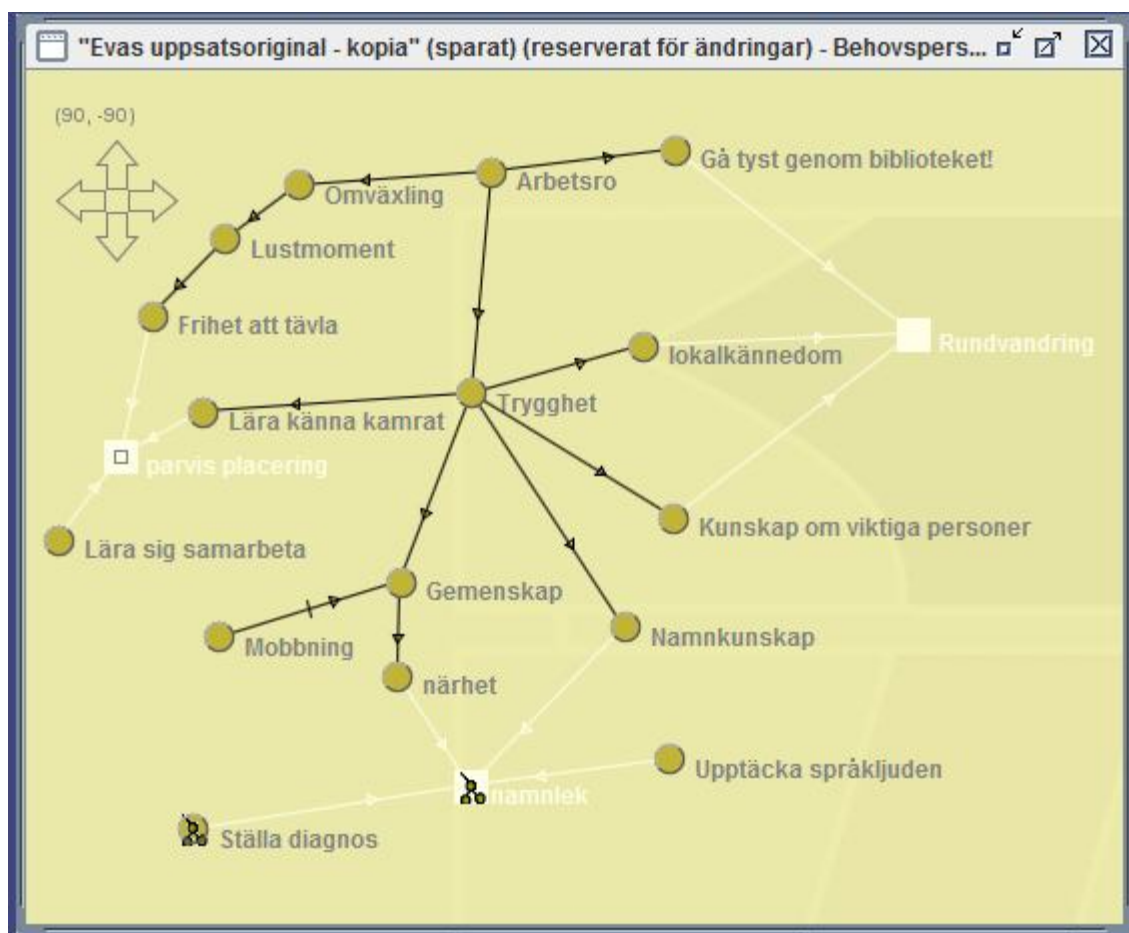 "Evas uppsatsoriginal - kopia" (sparat) (reserverat för ändringar) - Behovspers...
(90, -90)
Gå tyst genom biblioteket!
Arbetsro
Omväxling
Lustmoment
Frihet att tävla
Rundvandring
lokalkännedom
Trygghet
Lära känna kamrat
parvis placering
Kunskap om viktiga personer
Lära sig samarbeta
Gemenskap
Namnkunskap
Mobbning
närhet
Upptäcka språkljuden
namnlek
Ställa diagnos